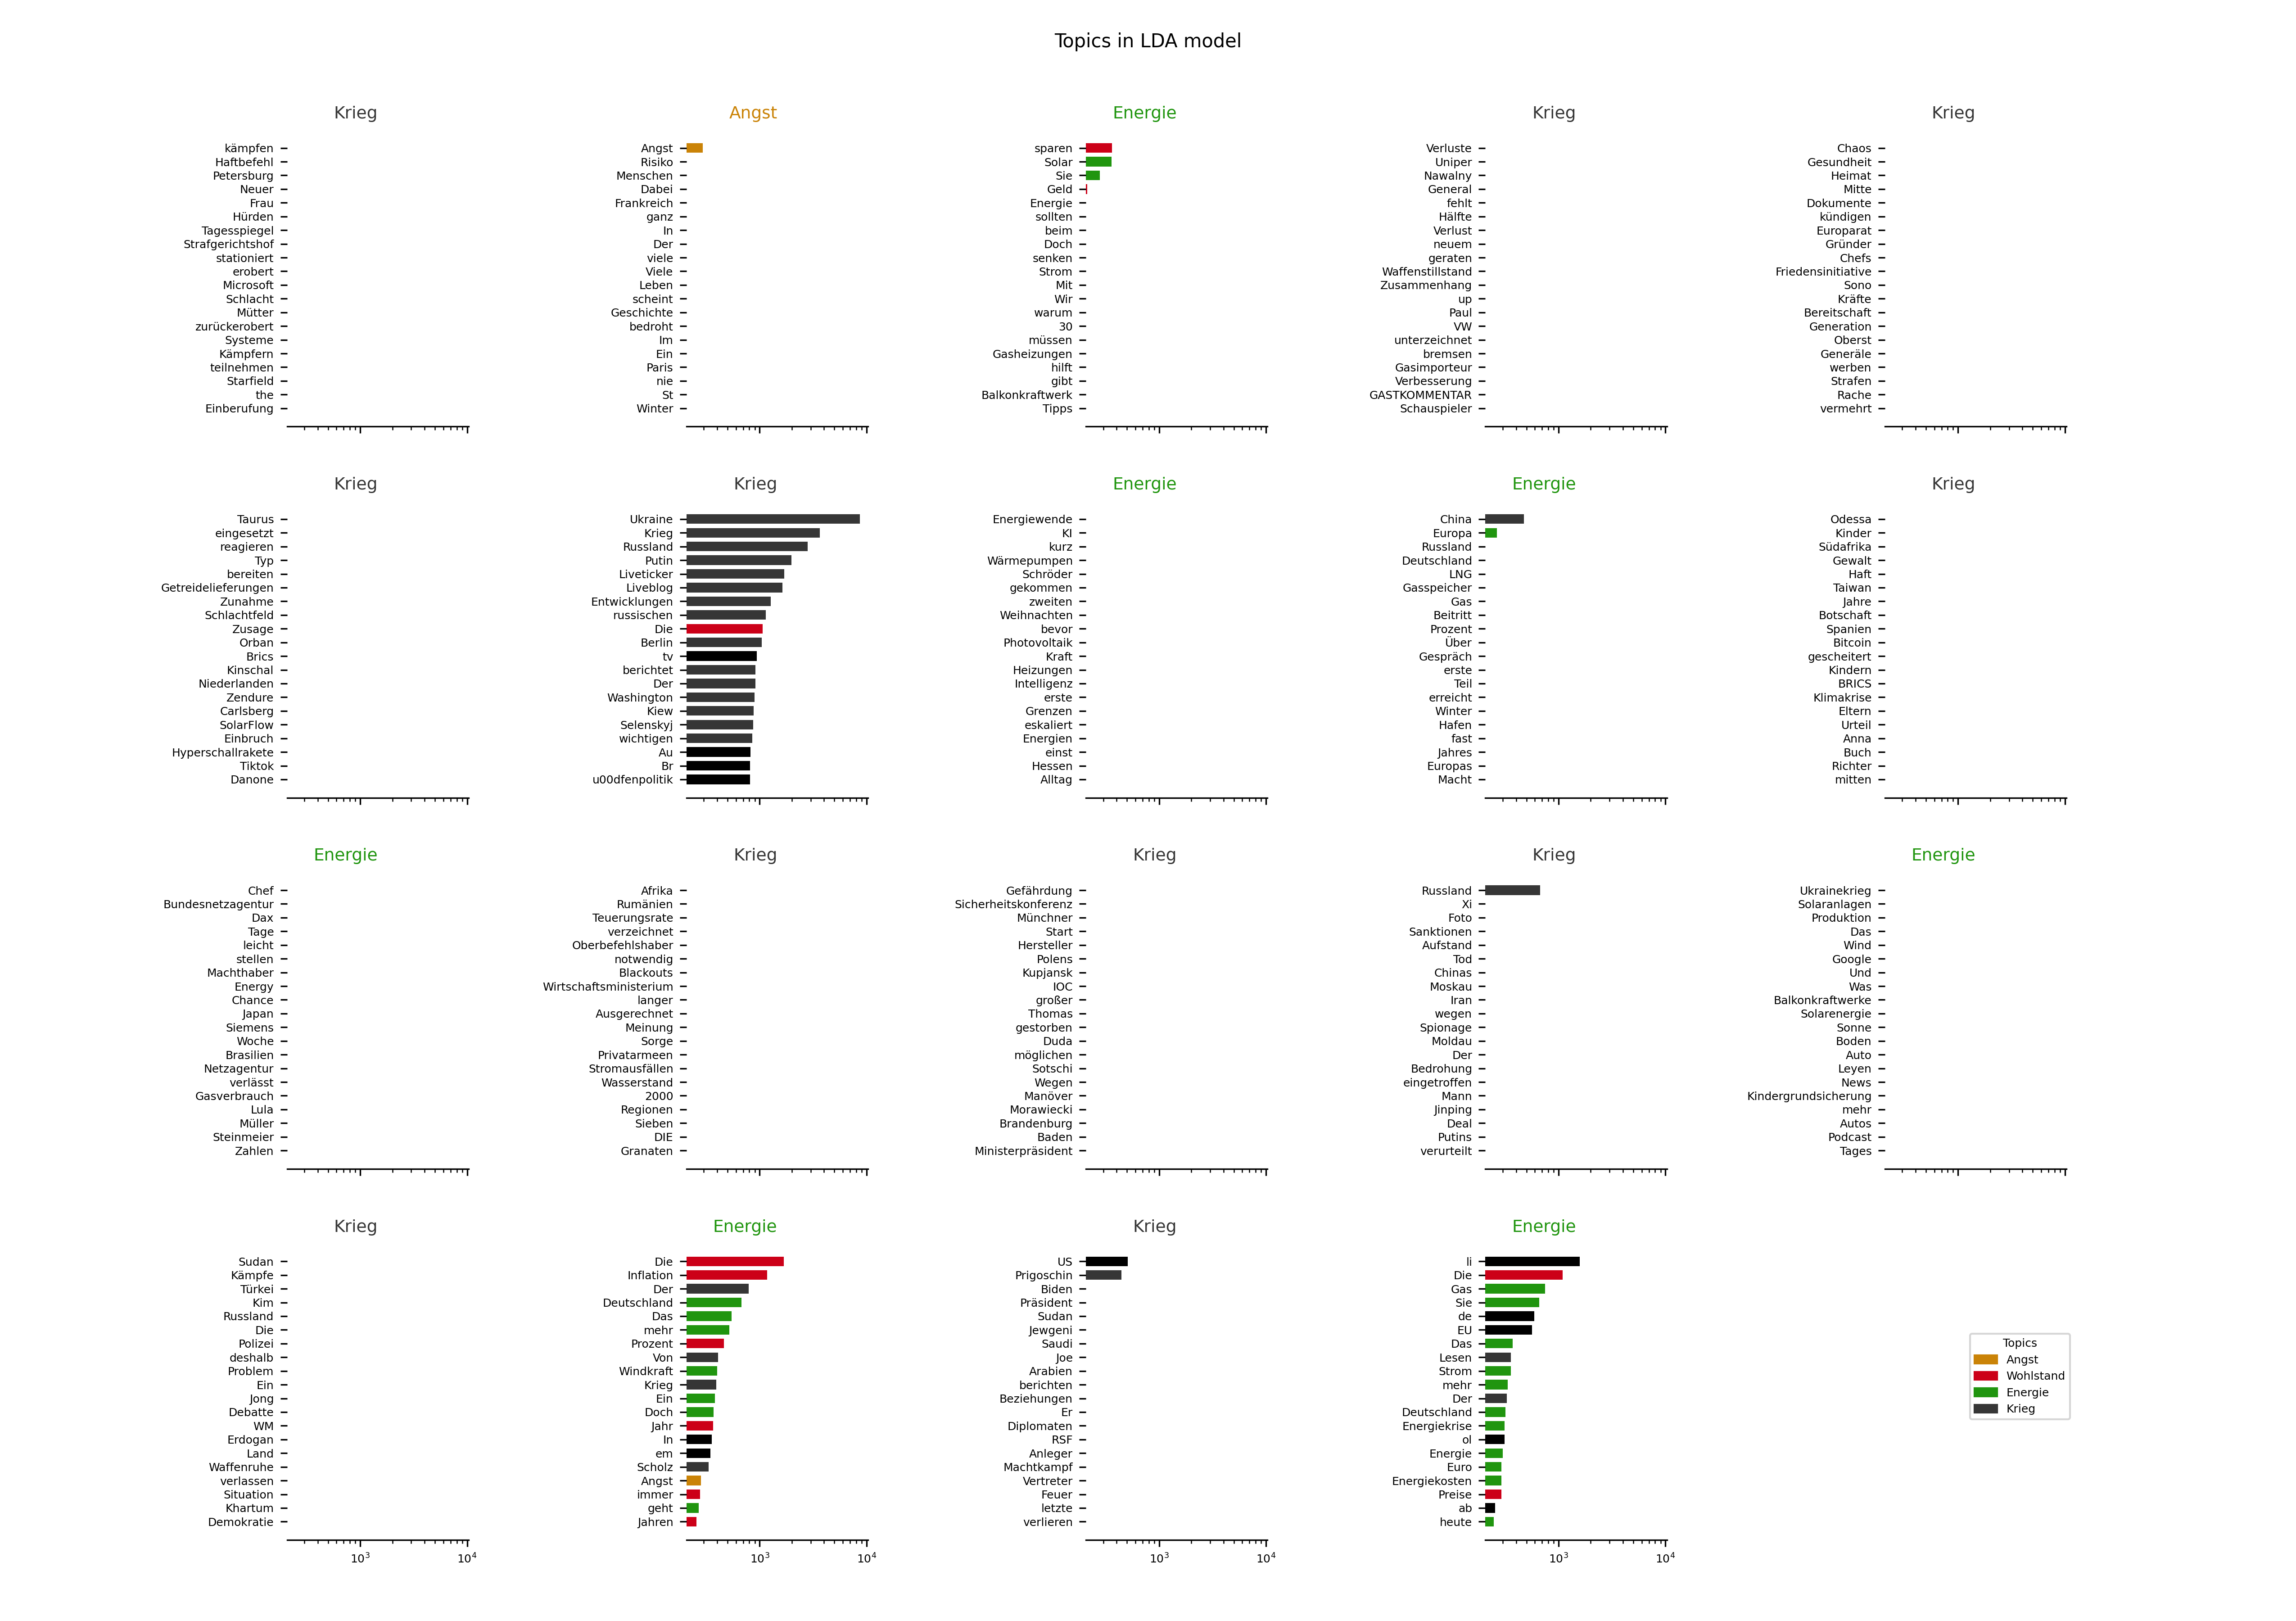 Topics in LDA model
Krieg
kämpfen
Haftbefehl
Petersburg
Neuer
Frau
Hürden
Tagesspiegel
Strafgerichtshof
stationiert
erobert
Microsoft
Schlacht
Mütter
zurückerobert
Systeme
Kämpfern
teilnehmen
Starfield
the
Einberufung
Angst
Angst
Risiko
Menschen
Dabei
Frankreich
ganz
In
Der
viele
Viele
Leben
scheint
Geschichte
bedroht
Im
Ein
Paris
nie
St
Winter
Energie
sparen
Solar
Sie
Geld
Energie
sollten
beim
Doch
senken
Strom
Mit
Wir
warum
30
müssen
Gasheizungen
hilft
gibt
Balkonkraftwerk
Tipps
Krieg
Verluste
Uniper
Nawalny
General
fehlt
Hälfte
Verlust
neuem
geraten
Waffenstillstand
Zusammenhang
up
Paul
VW
unterzeichnet
bremsen
Gasimporteur
Verbesserung
GASTKOMMENTAR
Schauspieler
Krieg
Chaos
Gesundheit
Heimat
Mitte
Dokumente
kündigen
Europarat
Gründer
Chefs
Friedensinitiative
Sono
Kräfte
Bereitschaft
Generation
Oberst
Generäle
werben
Strafen
Rache
vermehrt
Krieg
Taurus
eingesetzt
reagieren
Typ
bereiten
Getreidelieferungen
Zunahme
Schlachtfeld
Zusage
Orban
Brics
Kinschal
Niederlanden
Zendure
Carlsberg
SolarFlow
Einbruch
Hyperschallrakete
Tiktok
Danone
Krieg
Ukraine
Krieg
Russland
Putin
Liveticker
Liveblog
Entwicklungen
russischen
Die
Berlin
tv
berichtet
Der
Washington
Kiew
Selenskyj
wichtigen
Au
Br
u00dfenpolitik
Energie
Energiewende
KI
kurz
Wärmepumpen
Schröder
gekommen
zweiten
Weihnachten
bevor
Photovoltaik
Kraft
Heizungen
Intelligenz
erste
Grenzen
eskaliert
Energien
einst
Hessen
Alltag
Energie
China
Europa
Russland
Deutschland
LNG
Gasspeicher
Gas
Beitritt
Prozent
Über
Gespräch
erste
Teil
erreicht
Winter
Hafen
fast
Jahres
Europas
Macht
Krieg
Odessa
Kinder
Südafrika
Gewalt
Haft
Taiwan
Jahre
Botschaft
Spanien
Bitcoin
gescheitert
Kindern
BRICS
Klimakrise
Eltern
Urteil
Anna
Buch
Richter
mitten
Energie
Chef
Bundesnetzagentur
Dax
Tage
leicht
stellen
Machthaber
Energy
Chance
Japan
Siemens
Woche
Brasilien
Netzagentur
verlässt
Gasverbrauch
Lula
Müller
Steinmeier
Zahlen
Krieg
Afrika
Rumänien
Teuerungsrate
verzeichnet
Oberbefehlshaber
notwendig
Blackouts
Wirtschaftsministerium
langer
Ausgerechnet
Meinung
Sorge
Privatarmeen
Stromausfällen
Wasserstand
2000
Regionen
Sieben
DIE
Granaten
Krieg
Gefährdung
Sicherheitskonferenz
Münchner
Start
Hersteller
Polens
Kupjansk
IOC
großer
Thomas
gestorben
Duda
möglichen
Sotschi
Wegen
Manöver
Morawiecki
Brandenburg
Baden
Ministerpräsident
Krieg
Russland
Xi
Foto
Sanktionen
Aufstand
Tod
Chinas
Moskau
Iran
wegen
Spionage
Moldau
Der
Bedrohung
eingetroffen
Mann
Jinping
Deal
Putins
verurteilt
Energie
Ukrainekrieg
Solaranlagen
Produktion
Das
Wind
Google
Und
Was
Balkonkraftwerke
Solarenergie
Sonne
Boden
Auto
Leyen
News
Kindergrundsicherung
mehr
Autos
Podcast
Tages
Krieg
Sudan
Kämpfe
Türkei
Kim
Russland
Die
Polizei
deshalb
Problem
Ein
Jong
Debatte
WM
Erdogan
Land
Waffenruhe
verlassen
Situation
Khartum
Demokratie
10³ 10⁴
Energie
Die
Inflation
Der
Deutschland
Das
mehr
Prozent
Von
Windkraft
Krieg
Ein
Doch
Jahr
In
em
Scholz
Angst
immer
geht
Jahren
10³ 10⁴
Krieg
US
Prigoschin
Biden
Präsident
Sudan
Jewgeni
Saudi
Joe
Arabien
berichten
Beziehungen
Er
Diplomaten
RSF
Anleger
Machtkampf
Vertreter
Feuer
letzte
verlieren
10³ 10⁴
Energie
li
Die
Gas
Sie
de
EU
Das
Lesen
Strom
mehr
Der
Deutschland
Energiekrise
ol
Energie
Euro
Energiekosten
Preise
ab
heute
10³ 10⁴
Topics
Angst
Wohlstand
Energie
Krieg